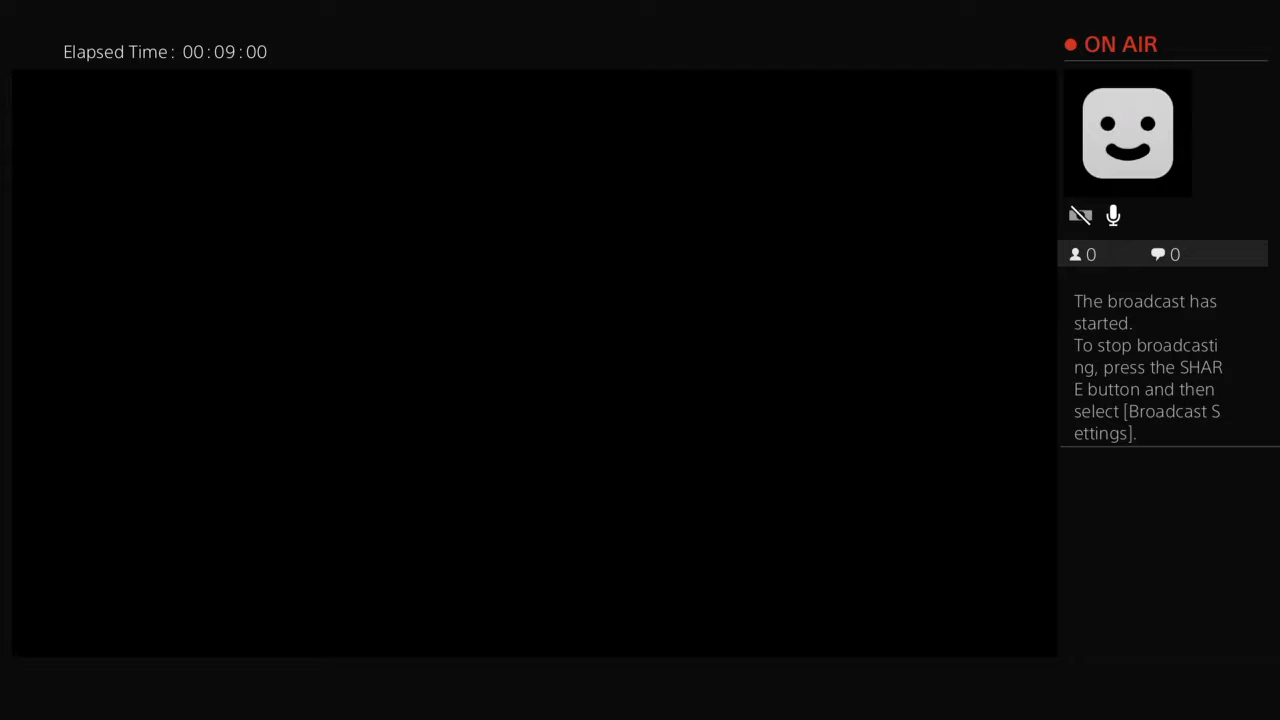 Elapsed Time: 00:09:00
ON AIR
0 0
The broadcast has
started.
To stop broadcasti
ng, press the SHAR
E button and then
select [Broadcast S
ettings].